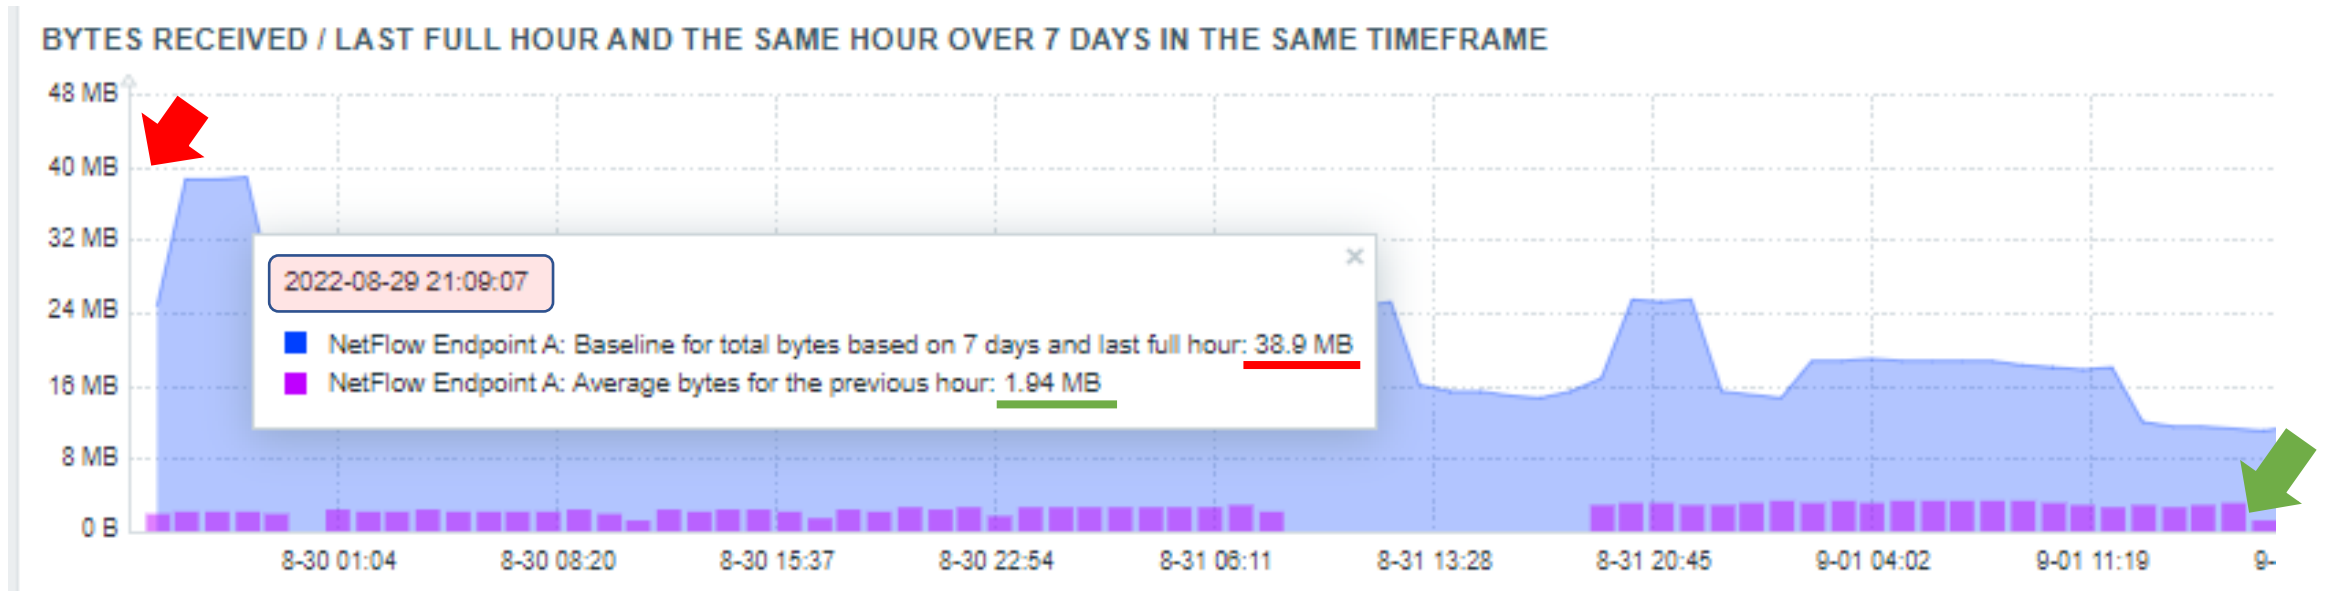 BYTES RECEIVED / LAST FULL HOUR AND THE SAME HOUR OVER 7 DAYS IN THE SAME TIMEFRAME
48 MB
40 MB
32 MB
24 MB
16 MB
8 MB
0 B
2022-08-29 21:09:07
×
NetFlow Endpoint A: Baseline for total bytes based on 7 days and last full hour: 38.9 MB
NetFlow Endpoint A: Average bytes for the previous hour: 1.94 MB
8-30 01:04 8-30 08:20 8-30 15:37 8-30 22:54 8-31 06:11 8-31 13:28 8-31 20:45 9-01 04:02 9-01 11:19 9-